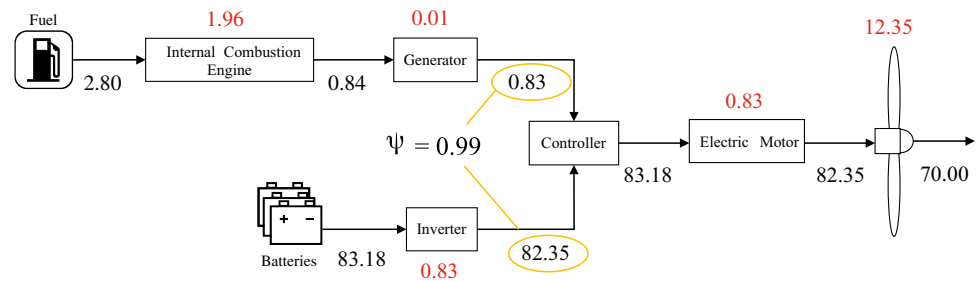 Fuel
1.96
0.01
12.35
Internal Combustion
Engine
Generator
2.80
0.84
0.83
0.83
ψ = 0.99
Controller
Electric Motor
83.18
82.35
70.00
+ −
Inverter
Batteries
83.18
0.83
82.35